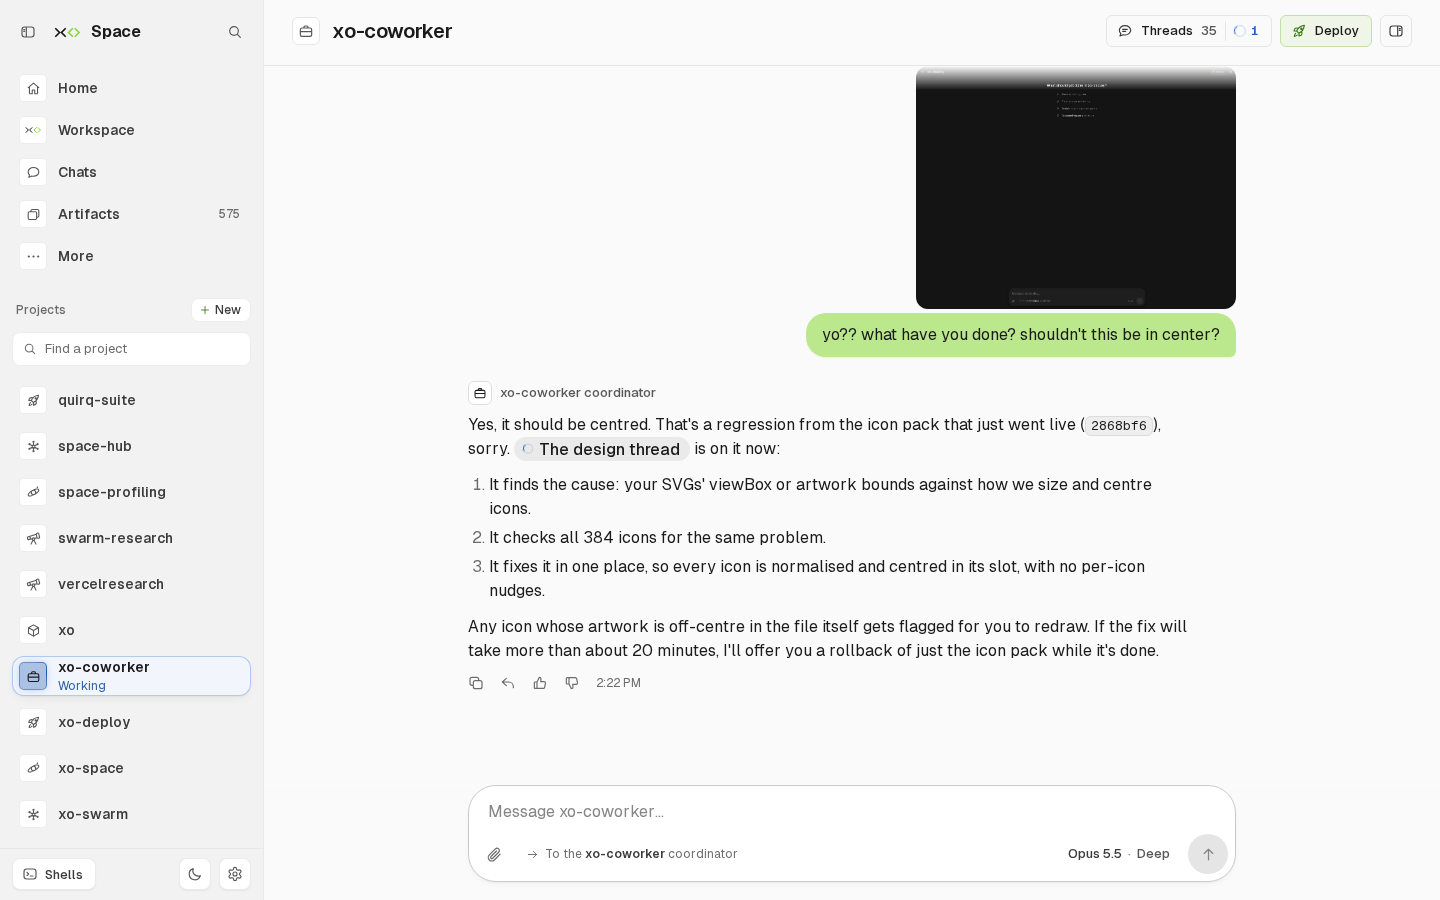 Space
Home
Workspace
Chats
Artifacts 575
More
Projects
New
Find a project
quirq-suite
space-hub
space-profiling
swarm-research
vercelresearch
xo
xo-coworker
Working
xo-deploy
xo-space
xo-swarm
Shells
xo-coworker
Threads 35 1
Deploy
yo?? what have you done? shouldn't this be in center?
xo-coworker coordinator
Yes, it should be centred. That's a regression from the icon pack that just went live (2868bf6),
sorry. The design thread is on it now:
1. It finds the cause: your SVGs' viewBox or artwork bounds against how we size and centre
icons.
2. It checks all 384 icons for the same problem.
3. It fixes it in one place, so every icon is normalised and centred in its slot, with no per-icon
nudges.
Any icon whose artwork is off-centre in the file itself gets flagged for you to redraw. If the fix will
take more than about 20 minutes, I'll offer you a rollback of just the icon pack while it's done.
2:22 PM
Message xo-coworker...
→ To the xo-coworker coordinator
Opus 5.5 · Deep